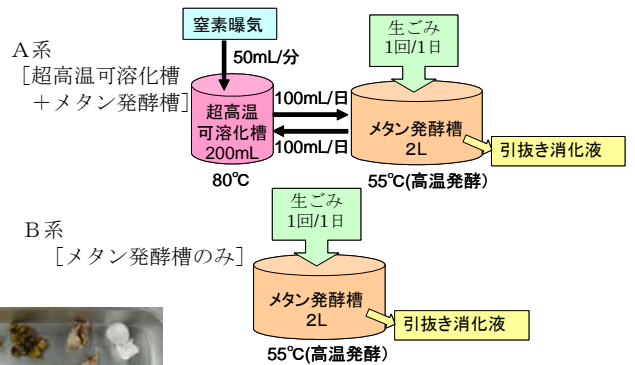 窒素曝気
A系
[超高温可溶化槽
+メタン発酵槽]
50mL/分
生ごみ
1回/1日
超高温
可溶化槽
200mL
100mL/日
100mL/日
メタン発酵槽
2L
引抜き消化液
80℃
55℃(高温発酵)
B系
[メタン発酵槽のみ]
生ごみ
1回/1日
メタン発酵槽
2L
引抜き消化液
55℃(高温発酵)